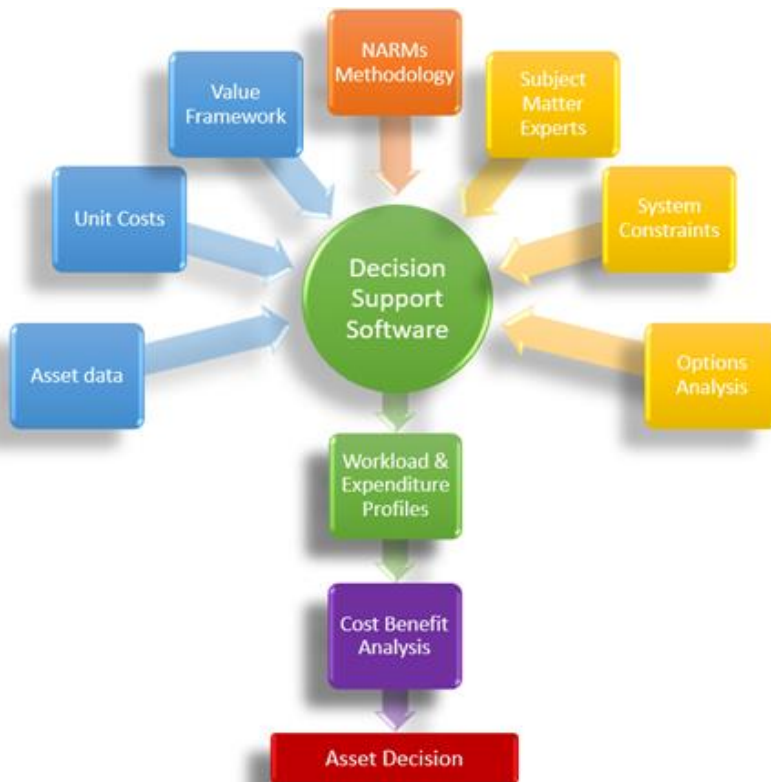 NARMs
Methodology
Value
Framework
Subject
Matter
Experts
Unit Costs
System
Constraints
Decision
Support
Software
Asset data
Options
Analysis
Workload &
Expenditure
Profiles
Cost Benefit
Analysis
Asset Decision